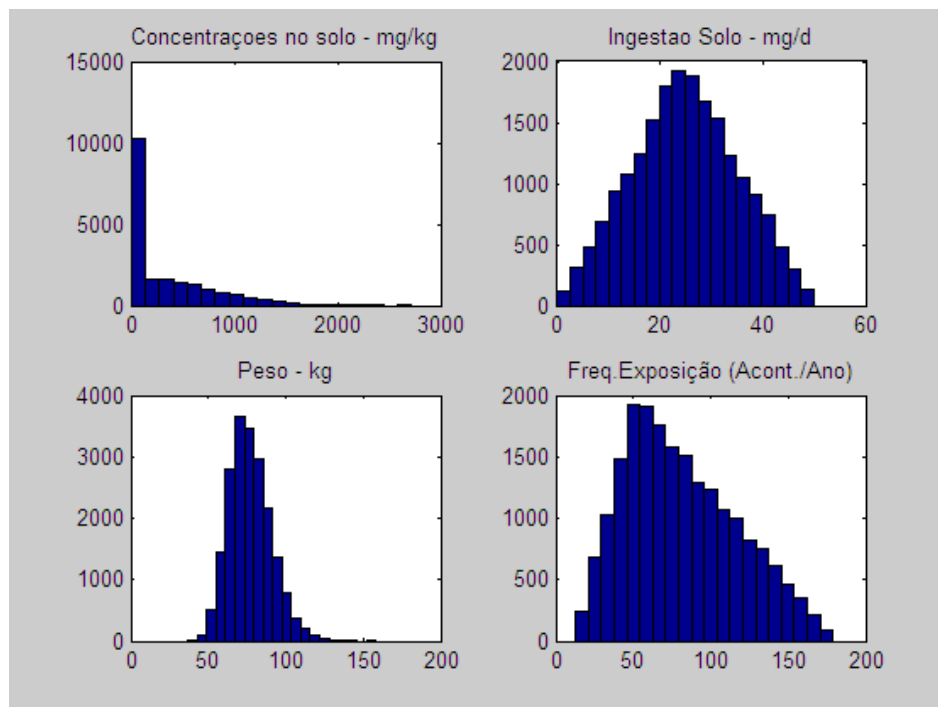 Concentraçoes no solo - mg/kg
15000
10000
5000
0
0 1000 2000 3000
Ingestao Solo - mg/d
2000
1500
1000
500
0
0 20 40 60
Peso - kg
4000
3000
2000
1000
0
0 50 100 150 200
Freq.Exposição (Acont./Ano)
2000
1500
1000
500
0
0 50 100 150 200